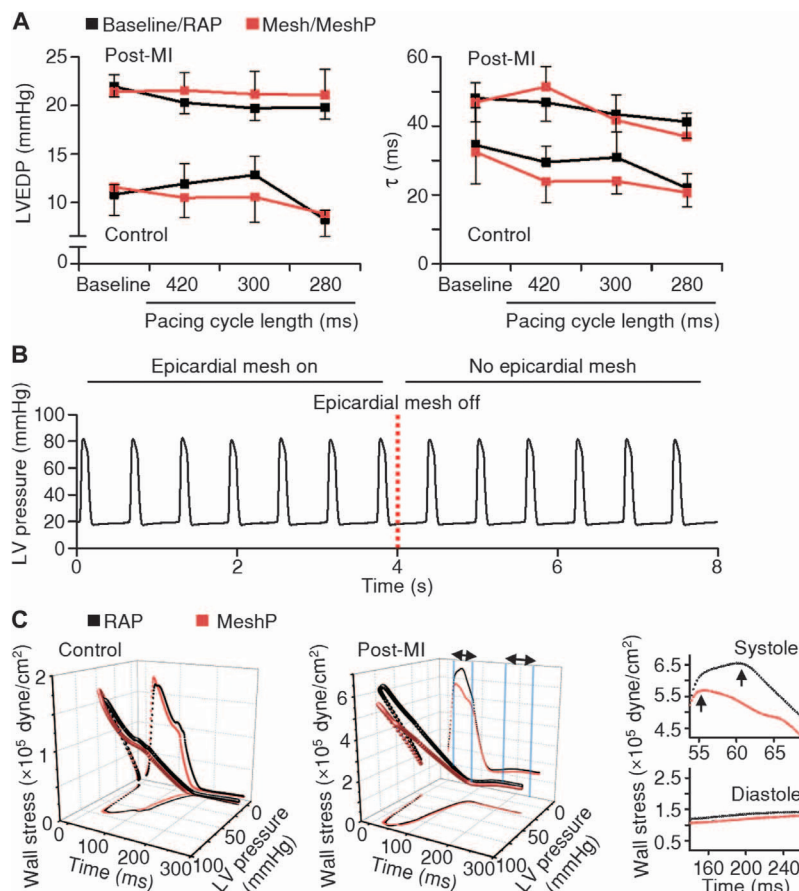 A
Baseline/RAP Mesh/MeshP
Post-MI
25
20
15
10
0
LVEDP (mmHg)
Control
Baseline 420 300 280
Pacing cycle length (ms)
Post-MI
60
40
20
0
τ (ms)
Control
Baseline 420 300 280
Pacing cycle length (ms)
B
Epicardial mesh on No epicardial mesh
Epicardial mesh off
LV pressure (mmHg)
100
80
60
40
20
0
0 2 4 6 8
Time (s)
C
RAP MeshP
Control
Wall stress (×10⁵ dyne/cm²)
2
1
0
0
100
200
300
Time (ms)
0
50
100
LV pressure
(mmHg)
Post-MI
Wall stress (×10⁵ dyne/cm²)
6
4
2
0
0
100
200
300
Time (ms)
0
50
100
LV pressure
(mmHg)
Systole
6.5
5.5
4.5
55 60 65
Diastole
2.5
1.5
0.5
160 200 240
Wall stress (×10⁵ dyne/cm²)
Time (ms)